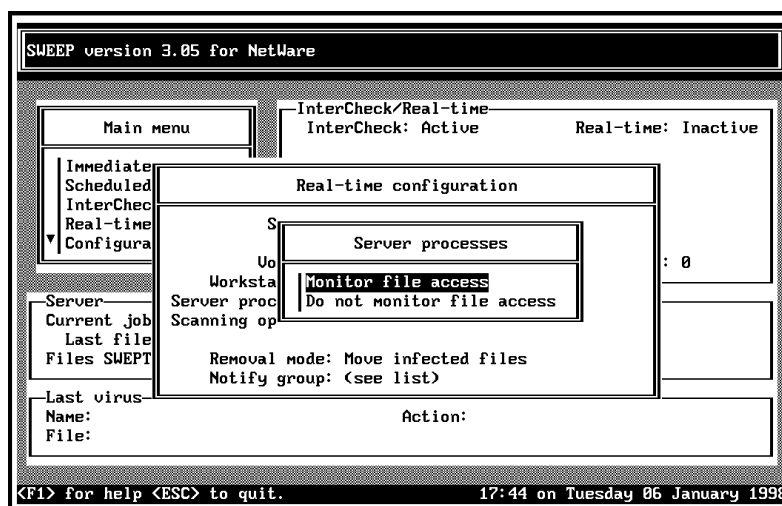 SWEEP version 3.05 for NetWare
InterCheck/Real-time
Main menu
InterCheck: Active Real-time: Inactive
Immediate
Scheduled
InterChec
Real-time
Configura
Real-time configuration
S
Server processes
Vo : 0
Worksta
Monitor file access
Server proc
Do not monitor file access
Scanning op
Server
Current job
Last file
Files SWEPT
Removal mode: Move infected files
Notify group: (see list)
Last virus
Name: Action:
File:
<F1> for help <ESC> to quit. 17:44 on Tuesday 06 January 1998